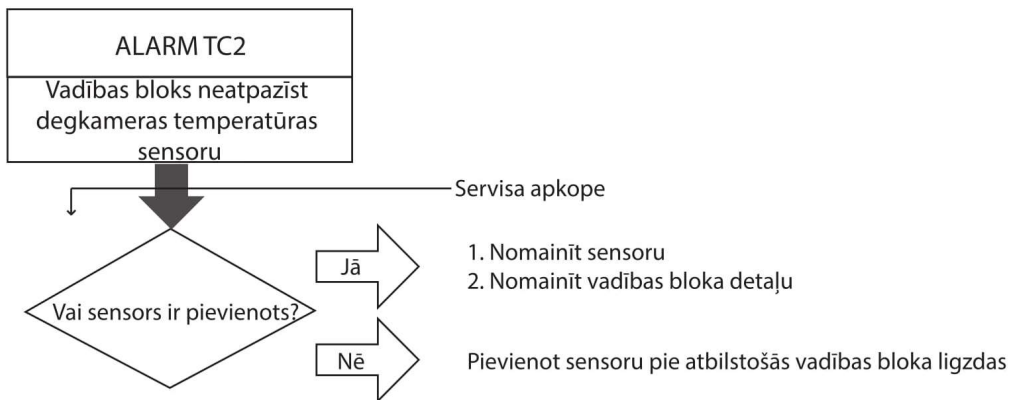 ALARM TC2
Vadības bloks neatpazīst
degkameras temperatūras
sensoru
Servisa apkope
Vai sensors ir pievienots?
Jā
1. Nomainīt sensoru
2. Nomainīt vadības bloka detaļu
Nē
Pievienot sensoru pie atbilstošās vadības bloka ligzdas